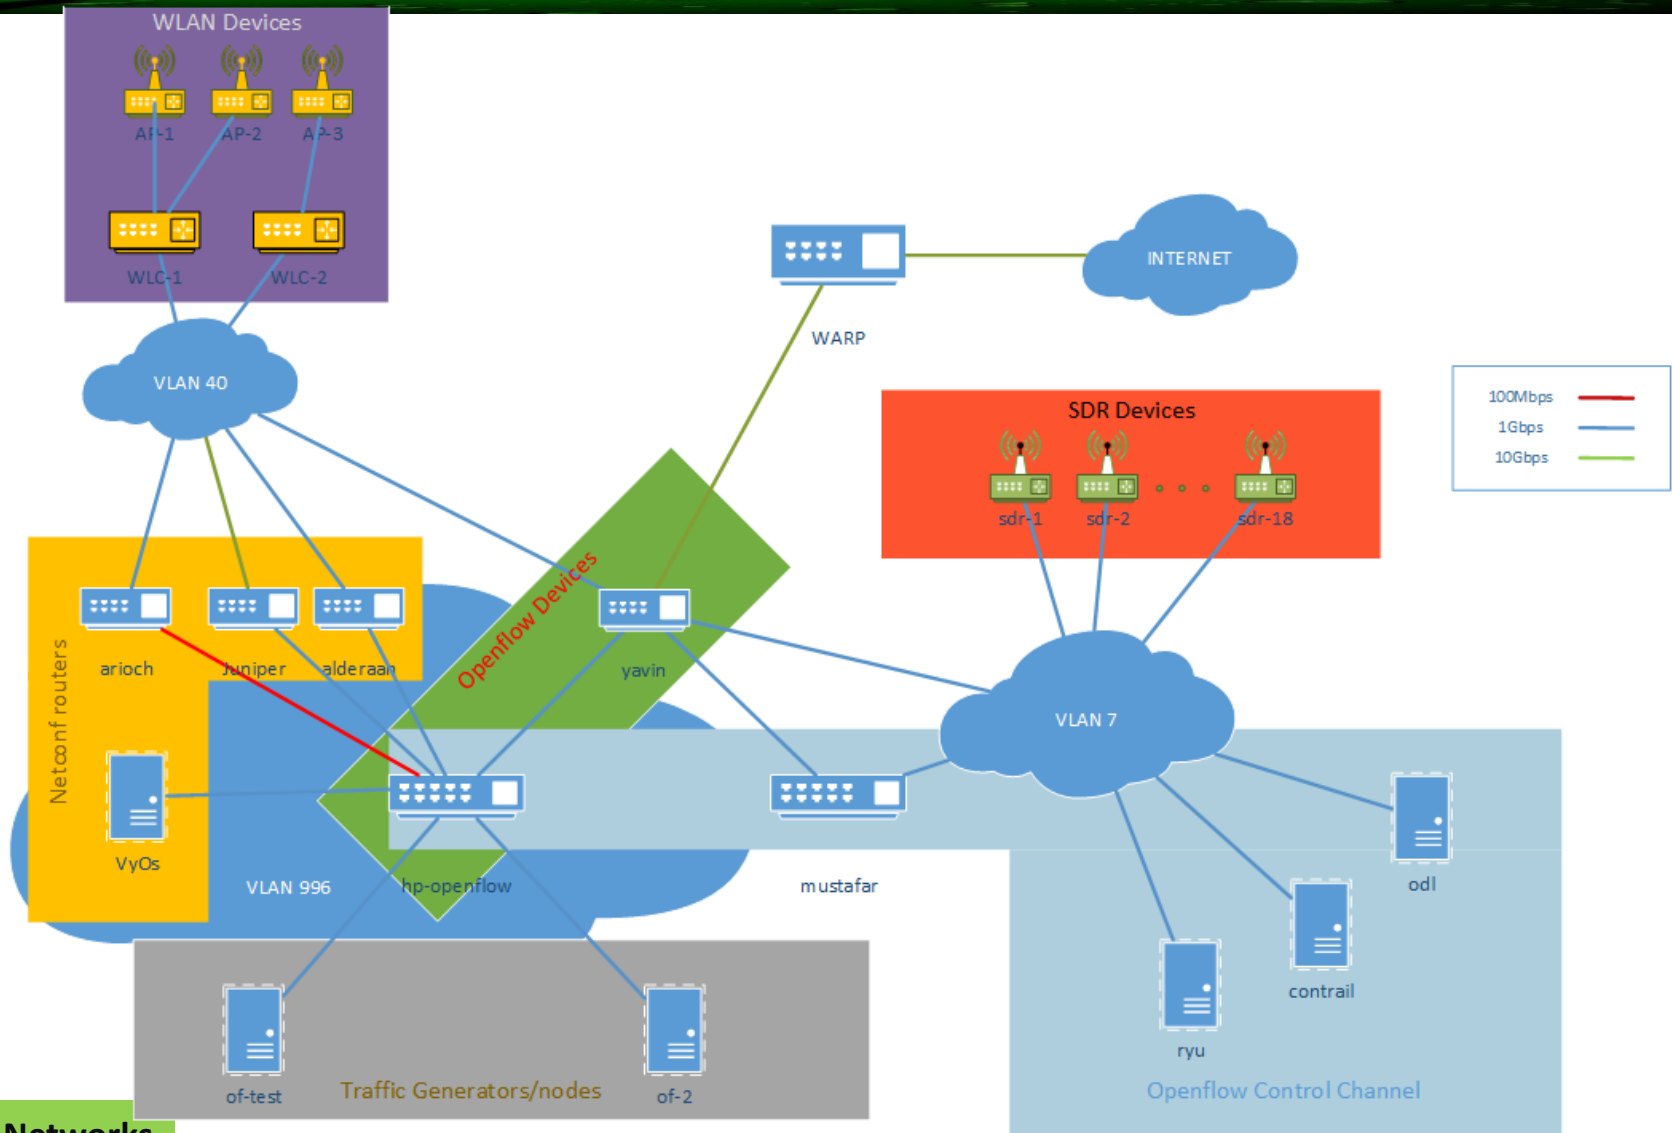 WLAN Devices
AP-1
AP-2
AP-3
WLC-1
WLC-2
INTERNET
WARP
VLAN 40
SDR Devices
100Mbps
1Gbps
10Gbps
sdr-1
sdr-2
sdr-18
Openflow Devices
Netconf routers
arioch
Juniper
alderaan
yavin
VLAN 7
VyOs
VLAN 996
hp-openflow
mustafar
odl
contrail
ryu
of-test
Traffic Generators/nodes
of-2
Openflow Control Channel
Networks